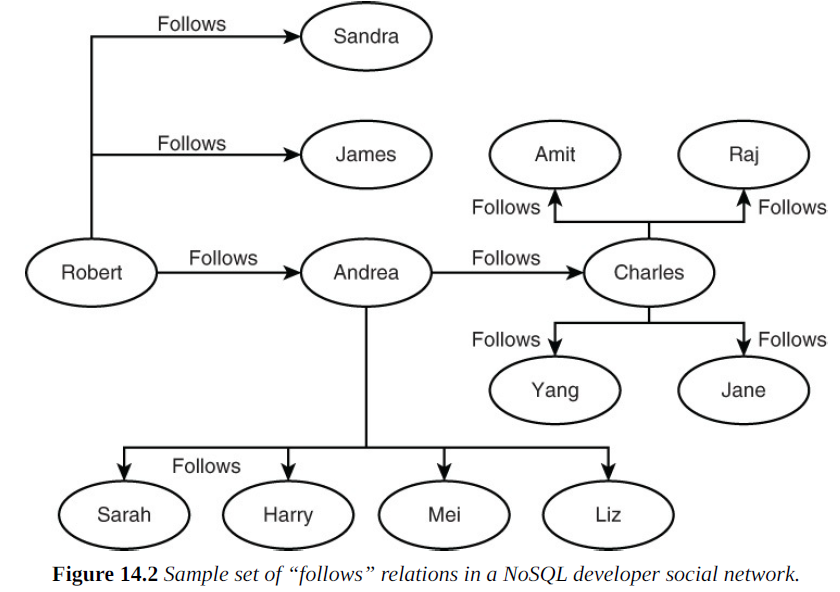 Follows
Sandra
Follows
James
Amit
Raj
Follows
Follows
Robert
Follows
Andrea
Follows
Charles
Follows
Follows
Yang
Jane
Follows
Sarah
Harry
Mei
Liz
Figure 14.2 Sample set of “follows” relations in a NoSQL developer social network.